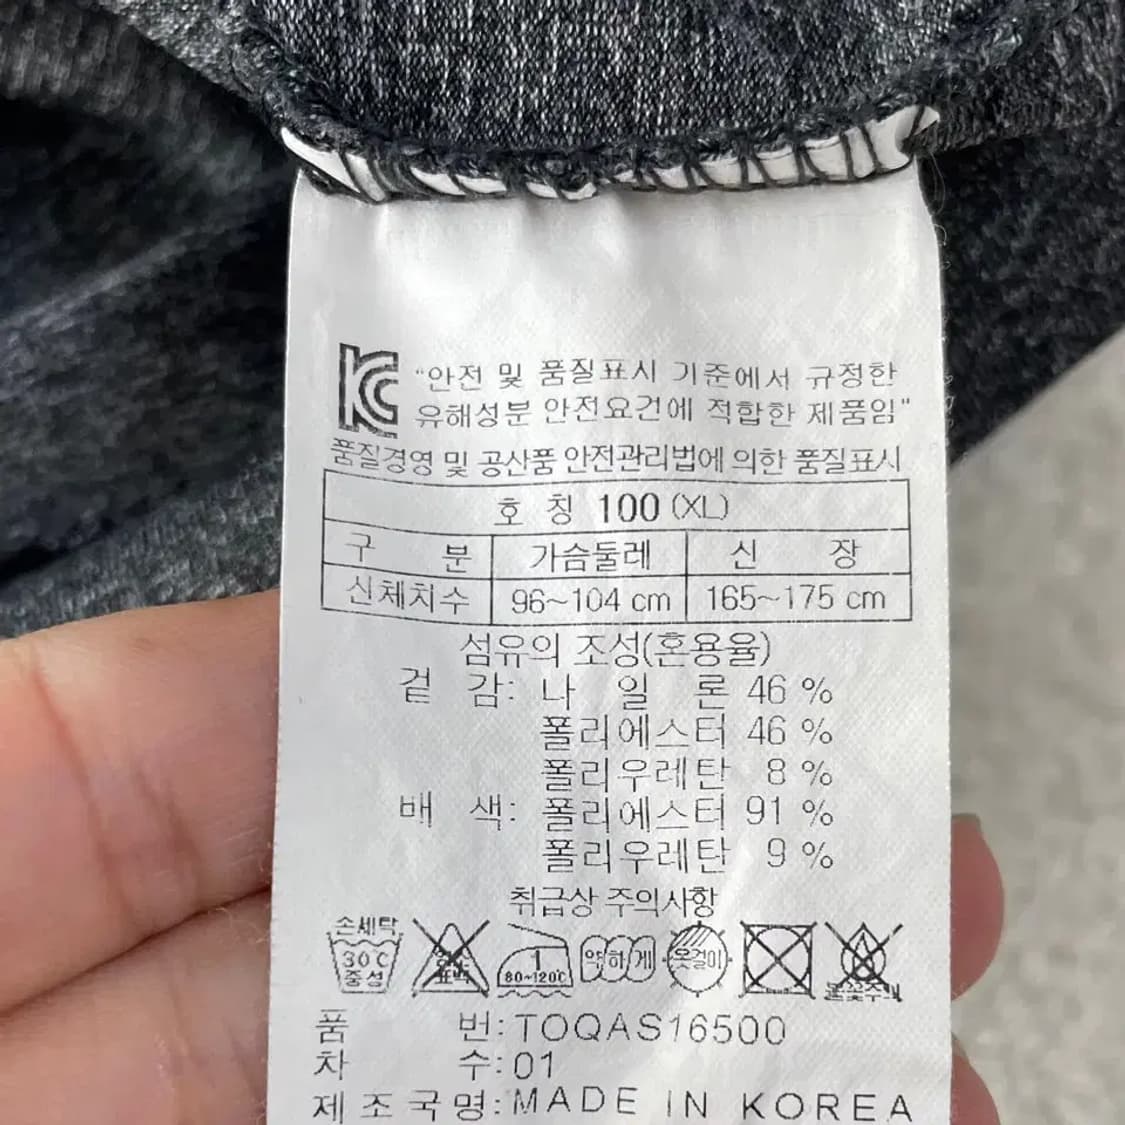 KC "안전 및 품질표시 기준에서 규정한
유해성분 안전요건에 적합한 제품임"
품질경영 및 공산품 안전관리법에 의한 품질표시
호 칭 100 (XL)
구 분 가슴둘레 신 장
신체치수 96~104 cm 165~175 cm
섬유의 조성(혼용율)
겉 감: 나 일 론 46 %
폴리에스터 46 %
폴리우레탄 8 %
배 색: 폴리에스터 91 %
폴리우레탄 9 %
취급상 주의사항
손세탁
30℃
중성
표백
1
80~120℃
약하게
옷걸이
품 번: TOQAS16500
차 수: 01
제조국명: MADE IN KOREA